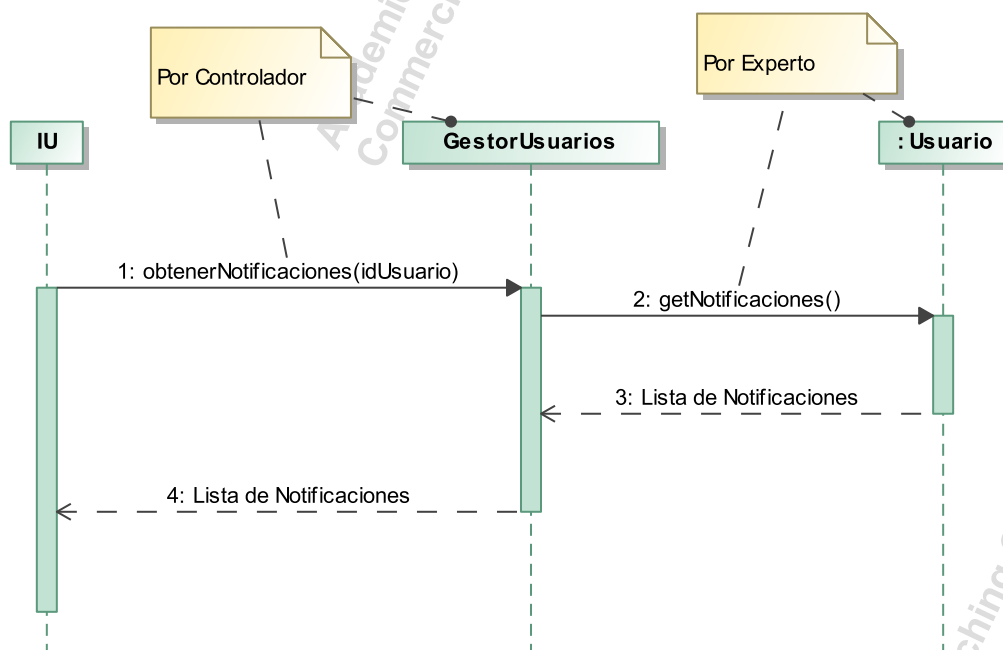 Por Controlador
Por Experto
IU
GestorUsuarios
: Usuario
1: obtenerNotificaciones(idUsuario)
2: getNotificaciones()
3: Lista de Notificaciones
4: Lista de Notificaciones